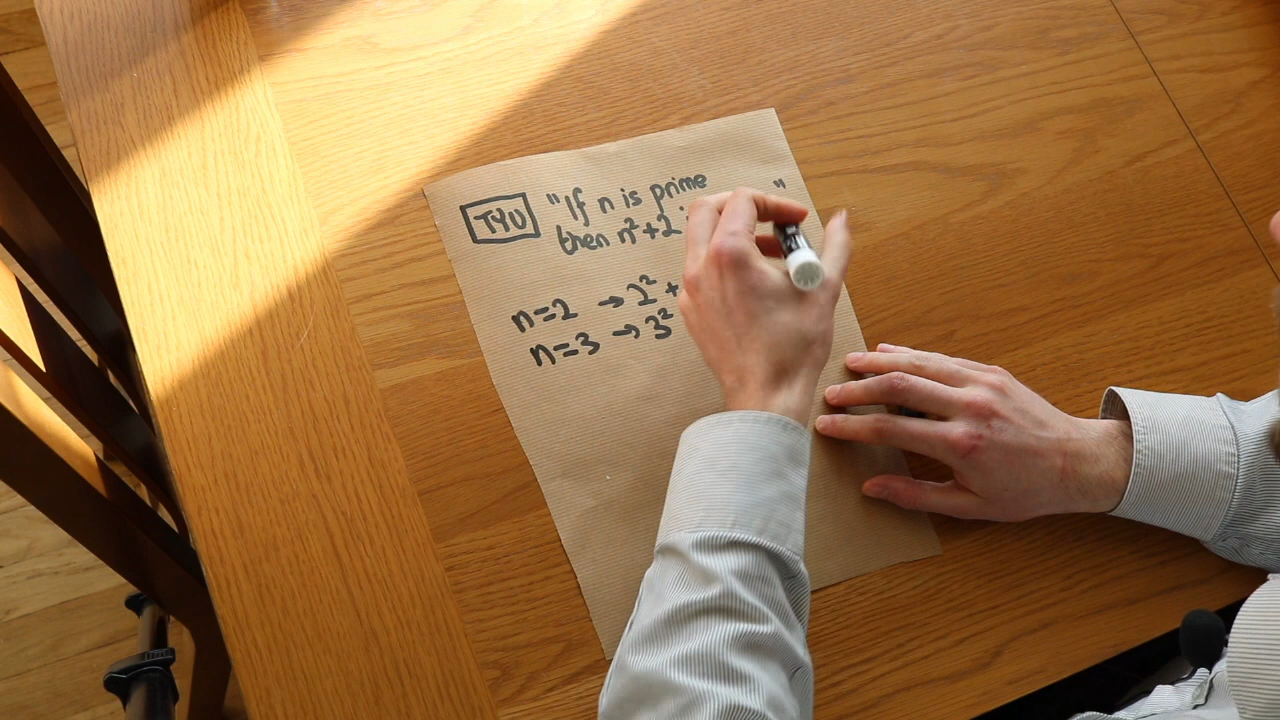 TYU
"If n is prime "
then n²+2
n=2 → 2² +
n=3 → 3²